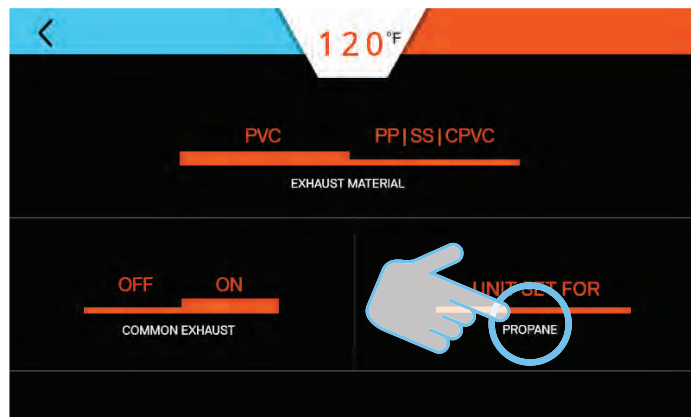 120°F
PVC PP|SS|CPVC
EXHAUST MATERIAL
OFF ON
COMMON EXHAUST
UNIT SET FOR
PROPANE